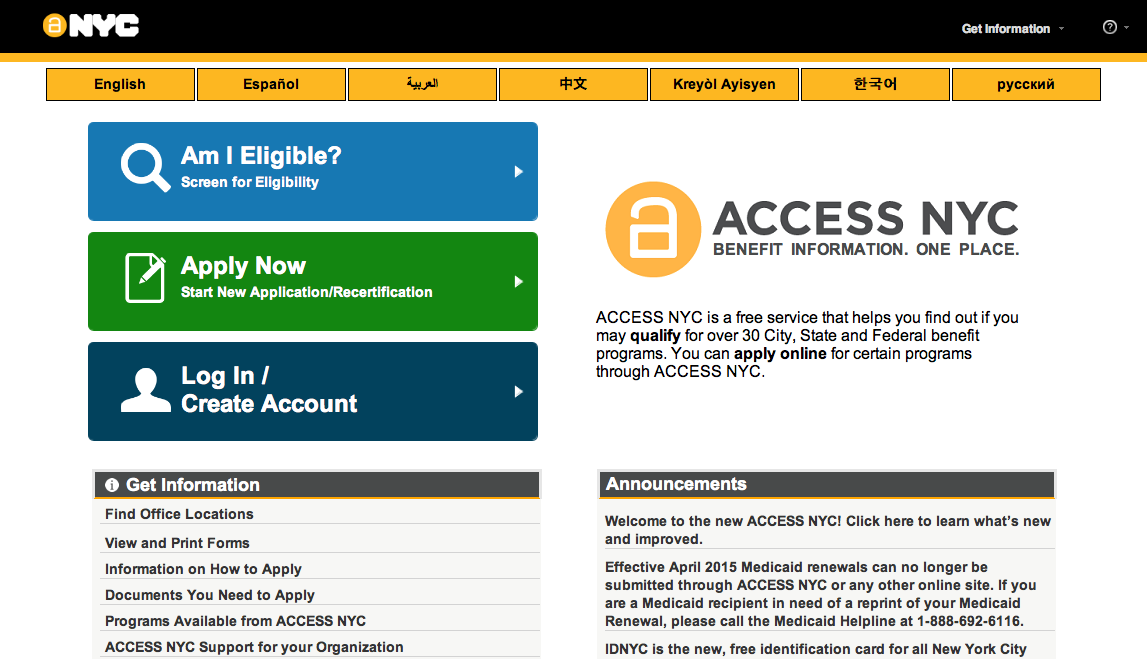 a NYC
Get Information
?
English
Español
العربية
中文
Kreyòl Ayisyen
한국어
русский
Am I Eligible?
Screen for Eligibility
Apply Now
Start New Application/Recertification
Log In /
Create Account
a ACCESS NYC
BENEFIT INFORMATION. ONE PLACE.
ACCESS NYC is a free service that helps you find out if you
may qualify for over 30 City, State and Federal benefit
programs. You can apply online for certain programs
through ACCESS NYC.
i Get Information
Find Office Locations
View and Print Forms
Information on How to Apply
Documents You Need to Apply
Programs Available from ACCESS NYC
ACCESS NYC Support for your Organization
Announcements
Welcome to the new ACCESS NYC! Click here to learn what's new
and improved.
Effective April 2015 Medicaid renewals can no longer be
submitted through ACCESS NYC or any other online site. If you
are a Medicaid recipient in need of a reprint of your Medicaid
Renewal, please call the Medicaid Helpline at 1-888-692-6116.
IDNYC is the new, free identification card for all New York City